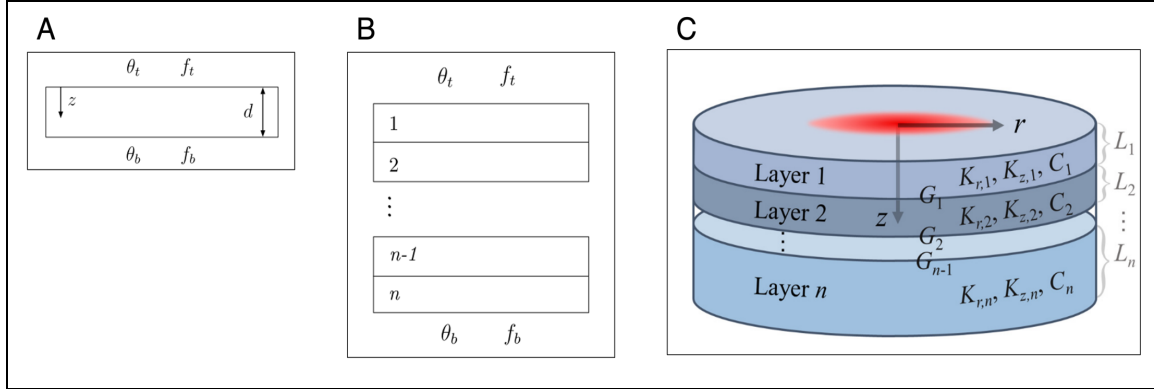 A
θt ft
z
d
θb fb
B
θt ft
1
2
⋮
n-1
n
θb fb
C
r
L1
Layer 1 Kr,1, Kz,1, C1
G1
L2
Layer 2 z Kr,2, Kz,2, C2
⋮
G2
⋮
Gn-1
Ln
Layer n Kr,n, Kz,n, Cn